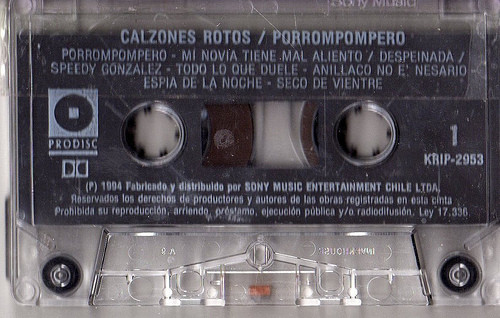 Sony Music
CALZONES ROTOS / PORROMPOMPERO
PORROMPOMPERO - MI NOVÍA TIENE MAL ALIENTO / DESPEINADA /
SPEEDY GONZALEZ - TODO LO QUE DUELE - ANILLACO NO E' NESARIO
ESPIA DE LA NOCHE - SECO DE VIENTRE
PRODISC
1
KRIP-2953
(P) 1994 Fabricado y distribuido por SONY MUSIC ENTERTAINMENT CHILE LTDA.
Reservados los derechos de productores y autores de las obras registradas en esta cinta
Prohibida su reproducción, arriendo, préstamo, ejecución pública y/o radiodifusión. Ley 17.336